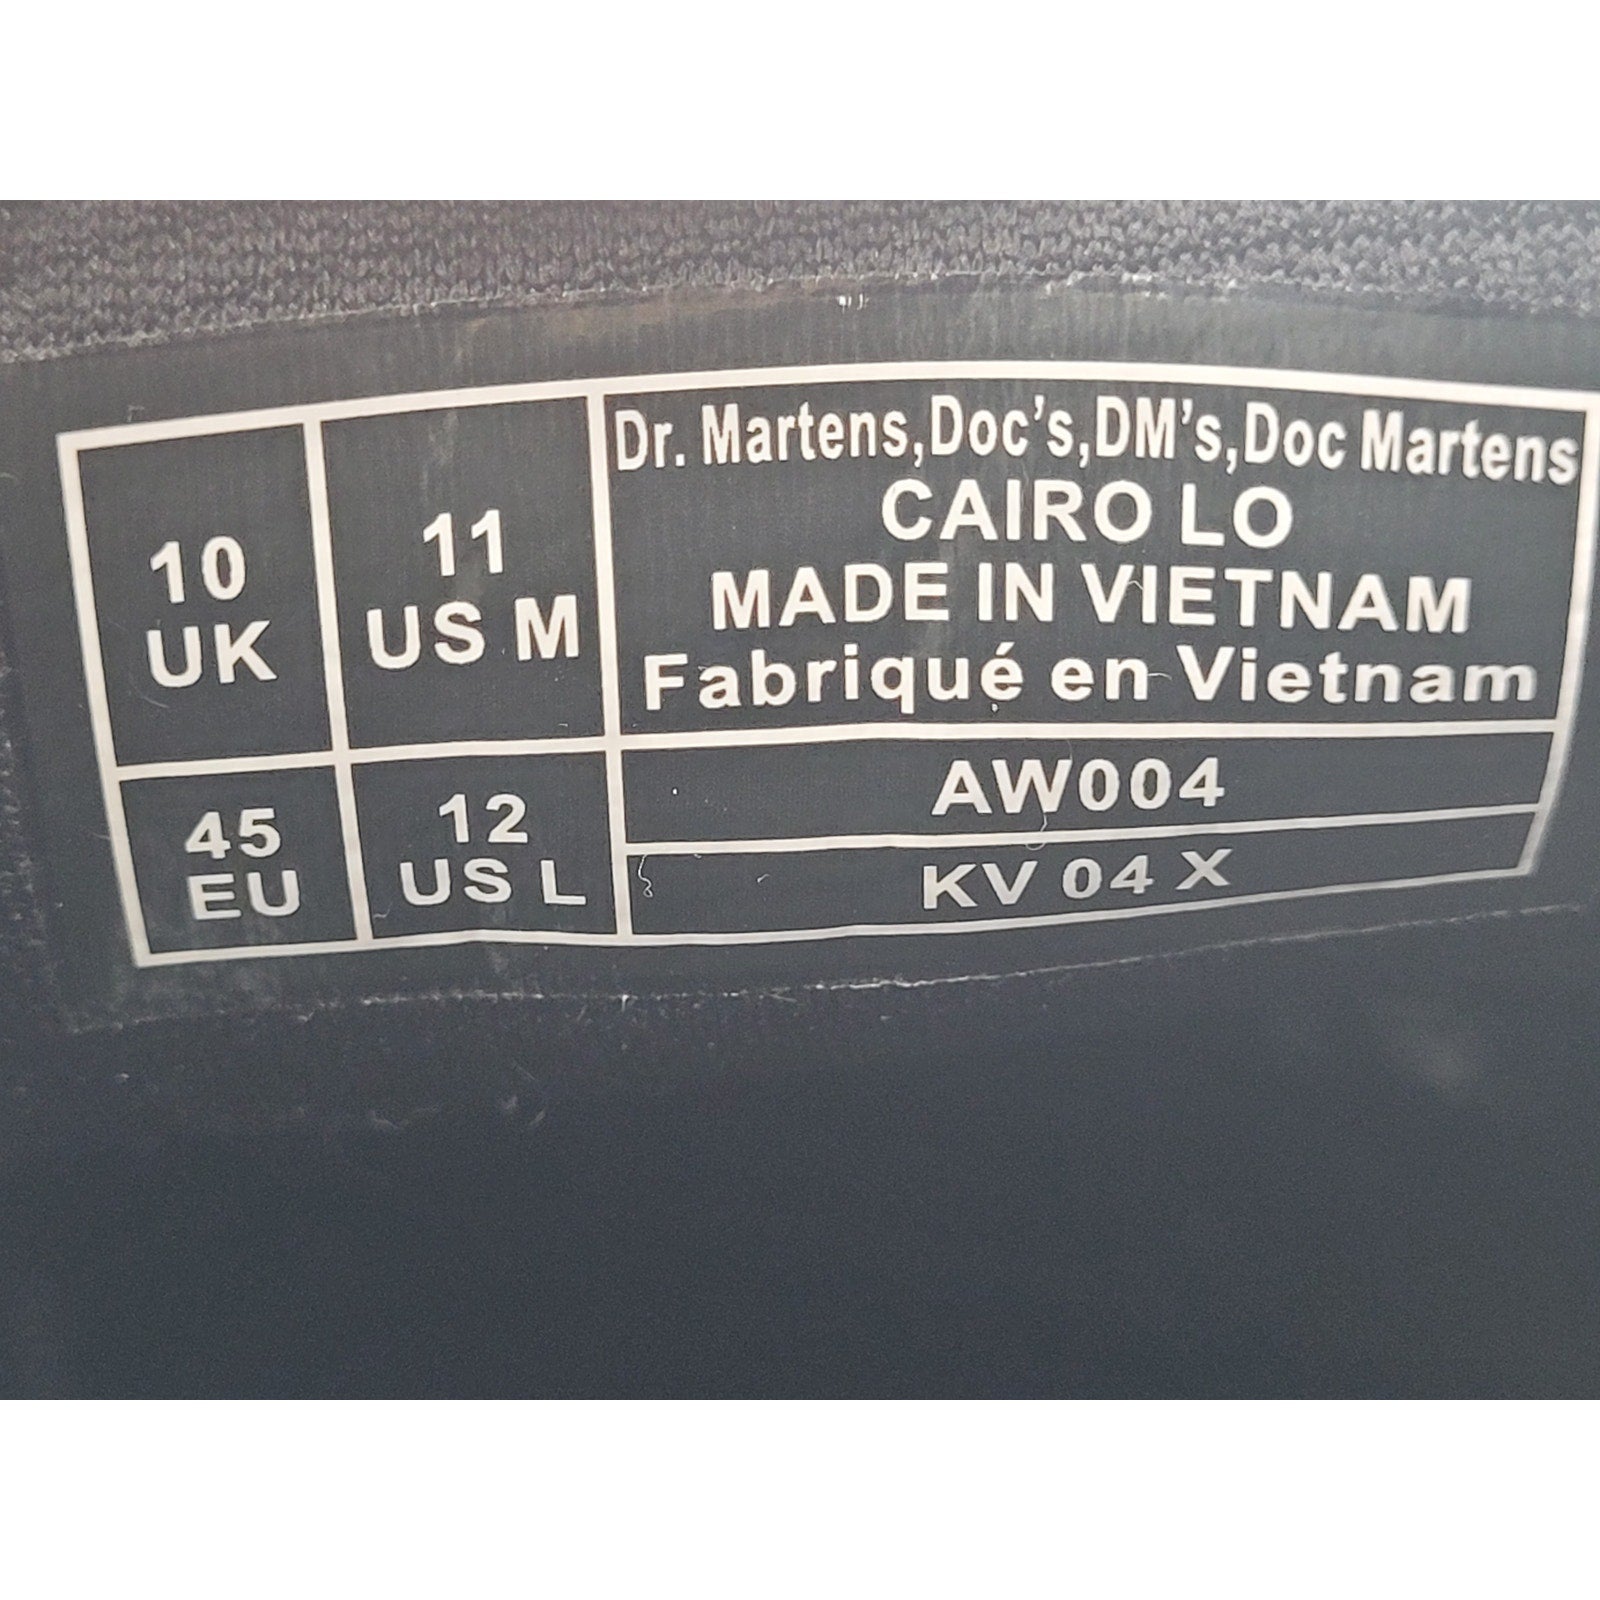 10
UK
11
US M
Dr. Martens,Doc's,DM's,Doc Martens
CAIRO LO
MADE IN VIETNAM
Fabriqué en Vietnam
45
EU
12
US L
AW004
KV 04 X